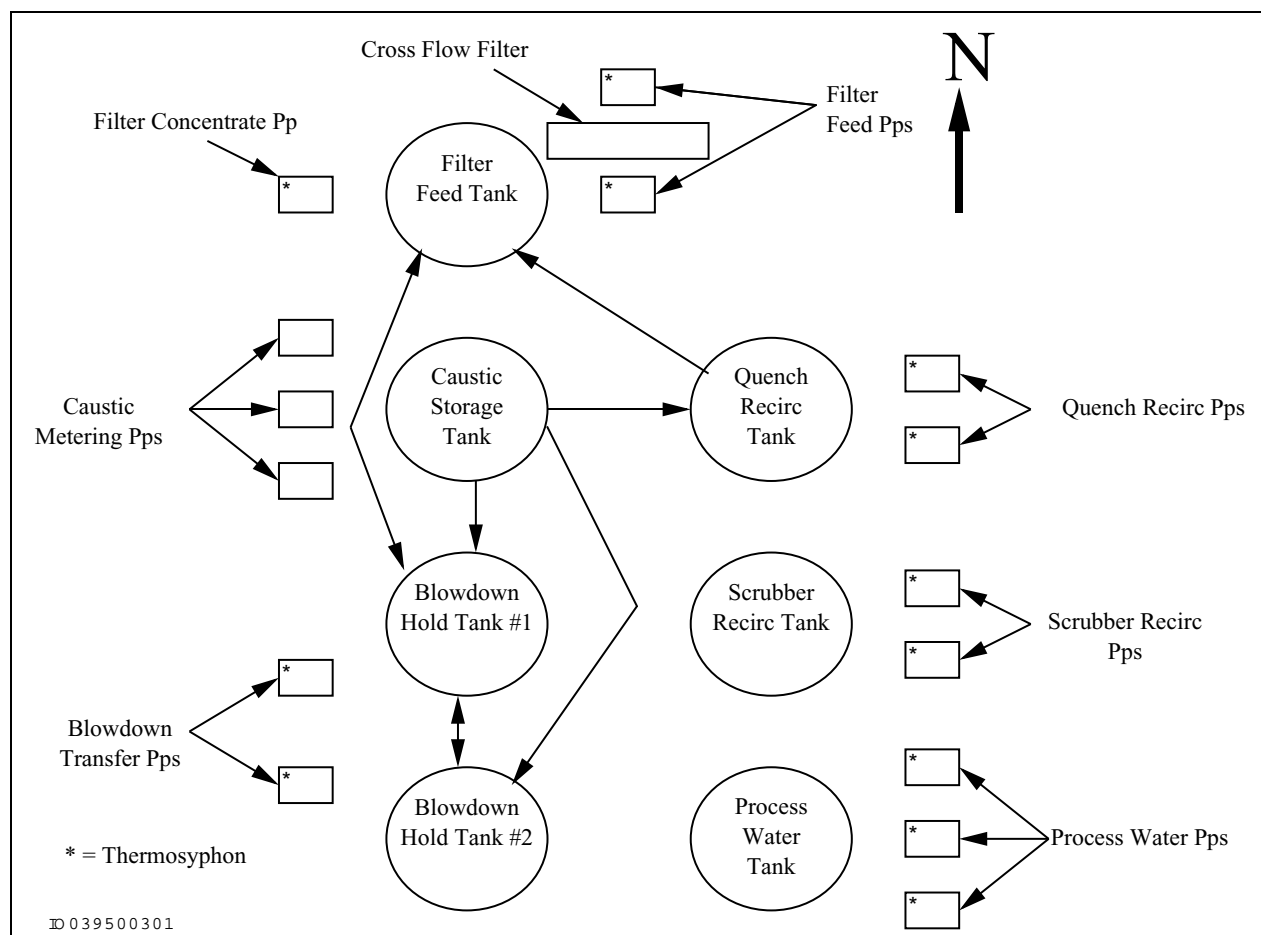 Cross Flow Filter
N
*
Filter
Feed Pps
Filter Concentrate Pp
Filter
Feed Tank
*
*
Caustic
Metering Pps
Caustic
Storage
Tank
Quench
Recirc
Tank
*
*
Quench Recirc Pps
Blowdown
Hold Tank #1
Scrubber
Recirc Tank
*
*
Scrubber Recirc
Pps
Blowdown
Transfer Pps
*
*
Blowdown
Hold Tank #2
Process
Water
Tank
*
*
*
Process Water Pps
* = Thermosyphon
IO039500301